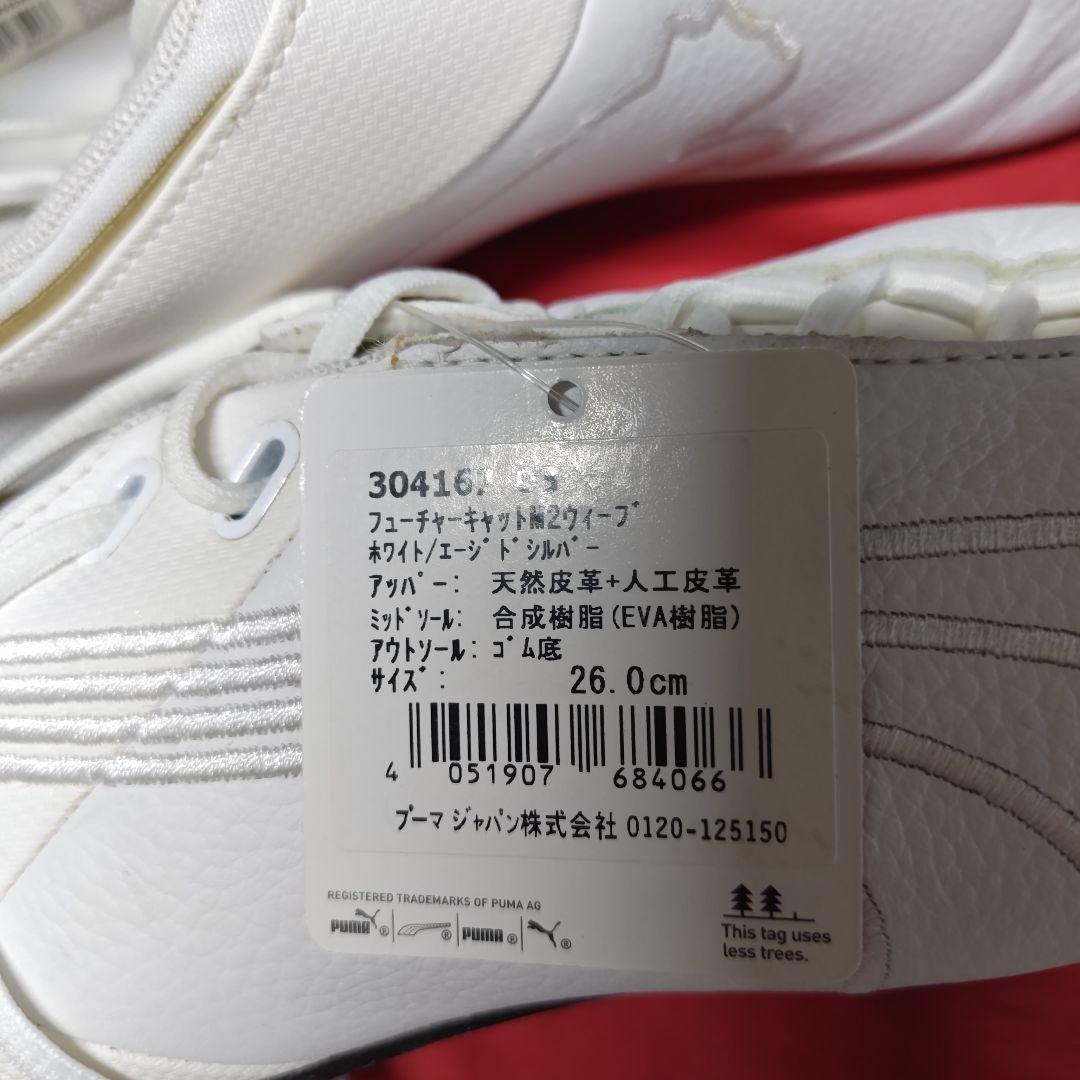 フューチャーキャットM2ウィーブ
ホワイト/エージドシルバー
アッパー: 天然皮革+人工皮革
ミッドソール: 合成樹脂(EVA樹脂)
アウトソール: ゴム底
サイズ: 26.0cm
4 051907 684066
プーマ ジャパン株式会社 0120-125150
REGISTERED TRADEMARKS OF PUMA AG
PUMA ® ® PUMA ® ®
This tag uses
less trees.